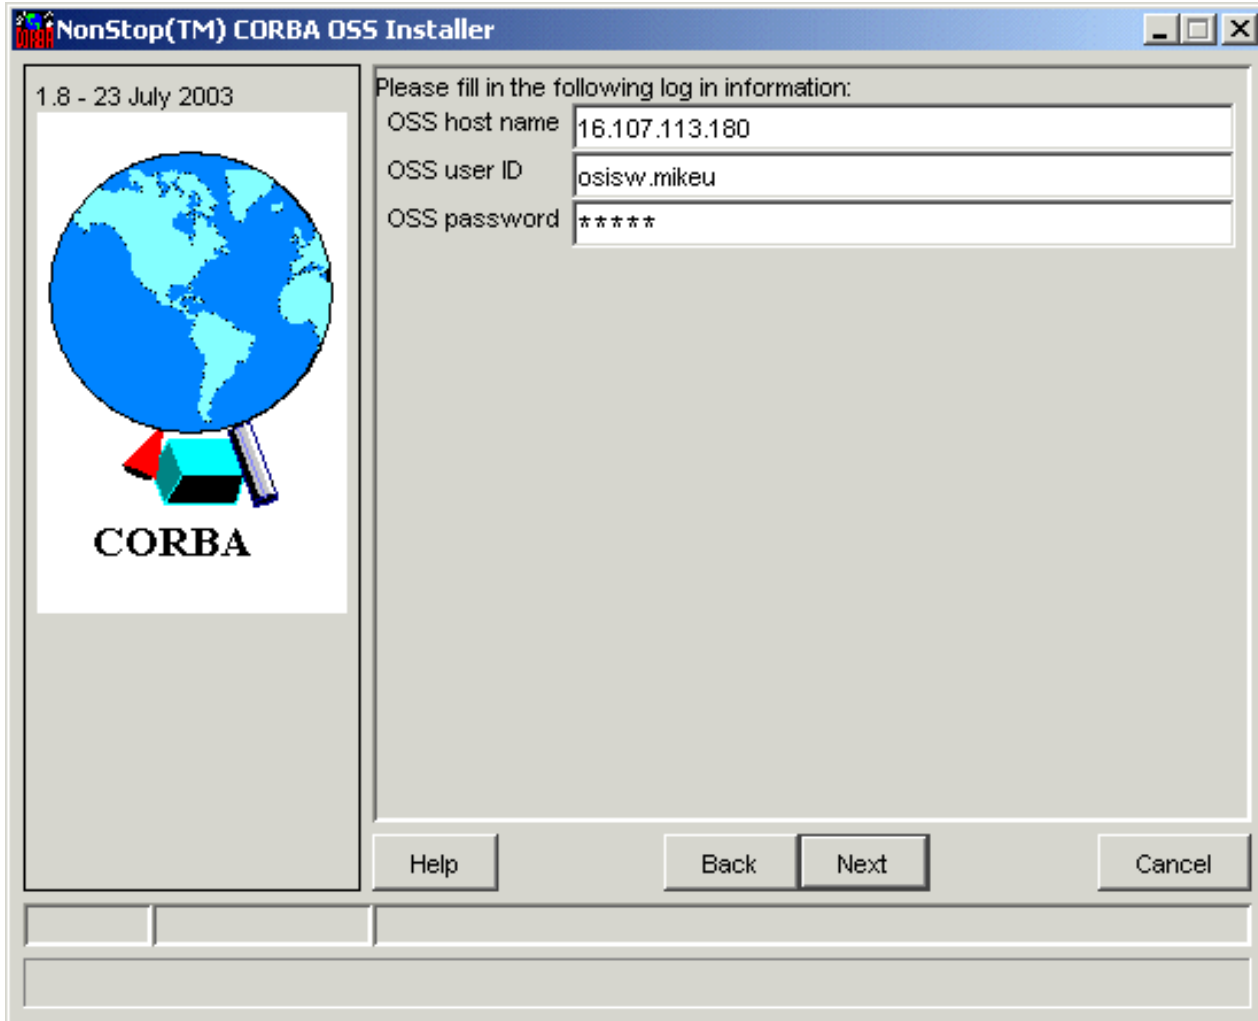 NonStop(TM) CORBA OSS Installer
1.8 - 23 July 2003
CORBA
Please fill in the following log in information:
OSS host name 16.107.113.180
OSS user ID osisw.mikeu
OSS password *****
Help Back Next Cancel